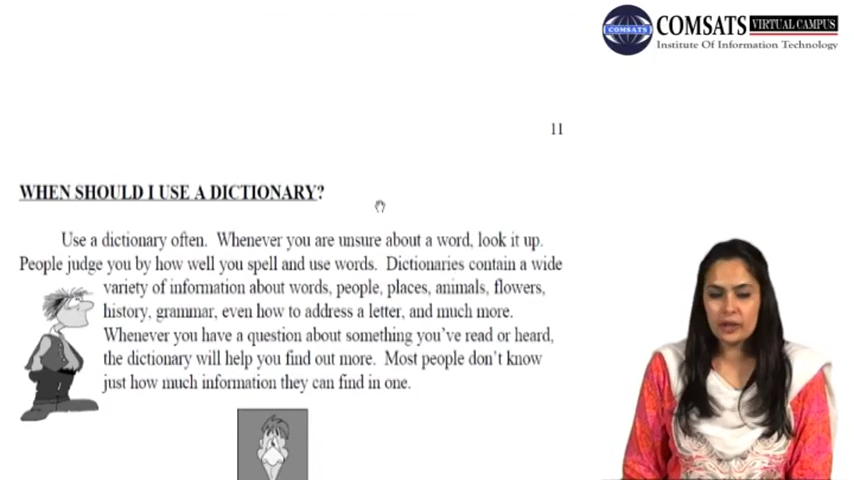 COMSATS VIRTUAL CAMPUS
COMSATS
Institute Of Information Technology
11
WHEN SHOULD I USE A DICTIONARY?
Use a dictionary often. Whenever you are unsure about a word, look it up.
People judge you by how well you spell and use words. Dictionaries contain a wide
variety of information about words, people, places, animals, flowers,
history, grammar, even how to address a letter, and much more.
Whenever you have a question about something you've read or heard,
the dictionary will help you find out more. Most people don't know
just how much information they can find in one.